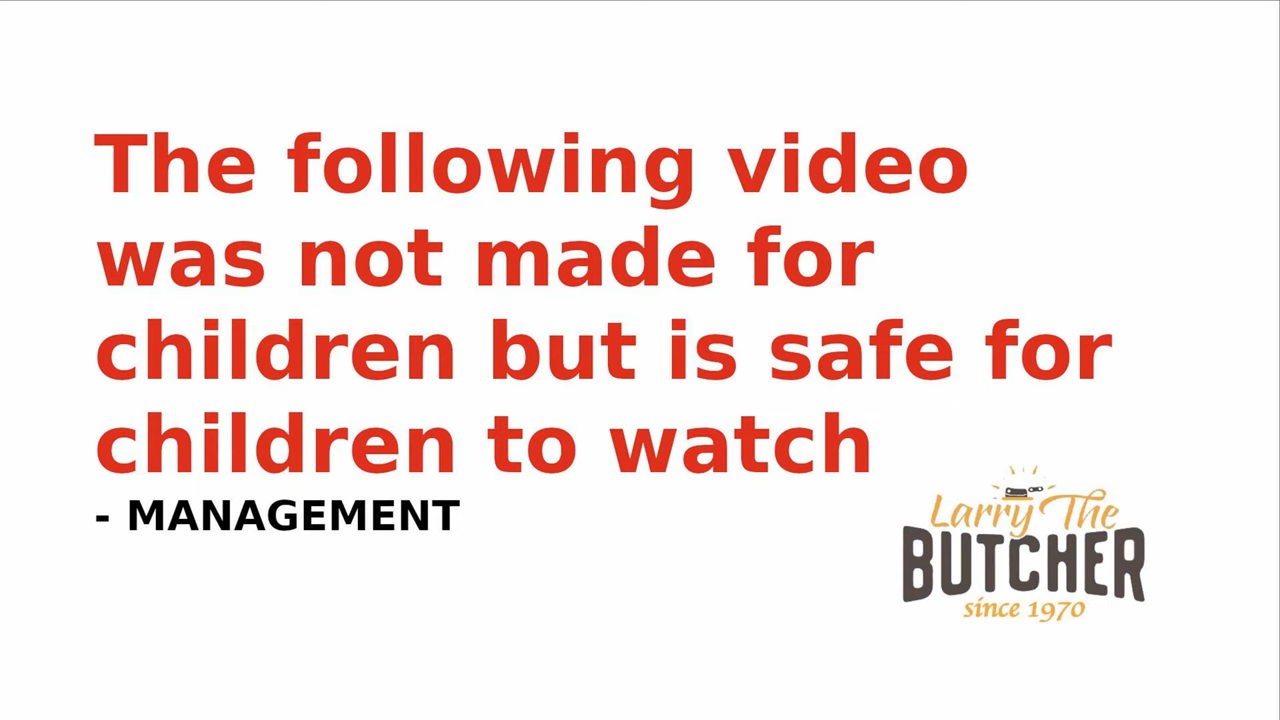 The following video
was not made for
children but is safe for
children to watch
- MANAGEMENT
Larry The
BUTCHER
since 1970